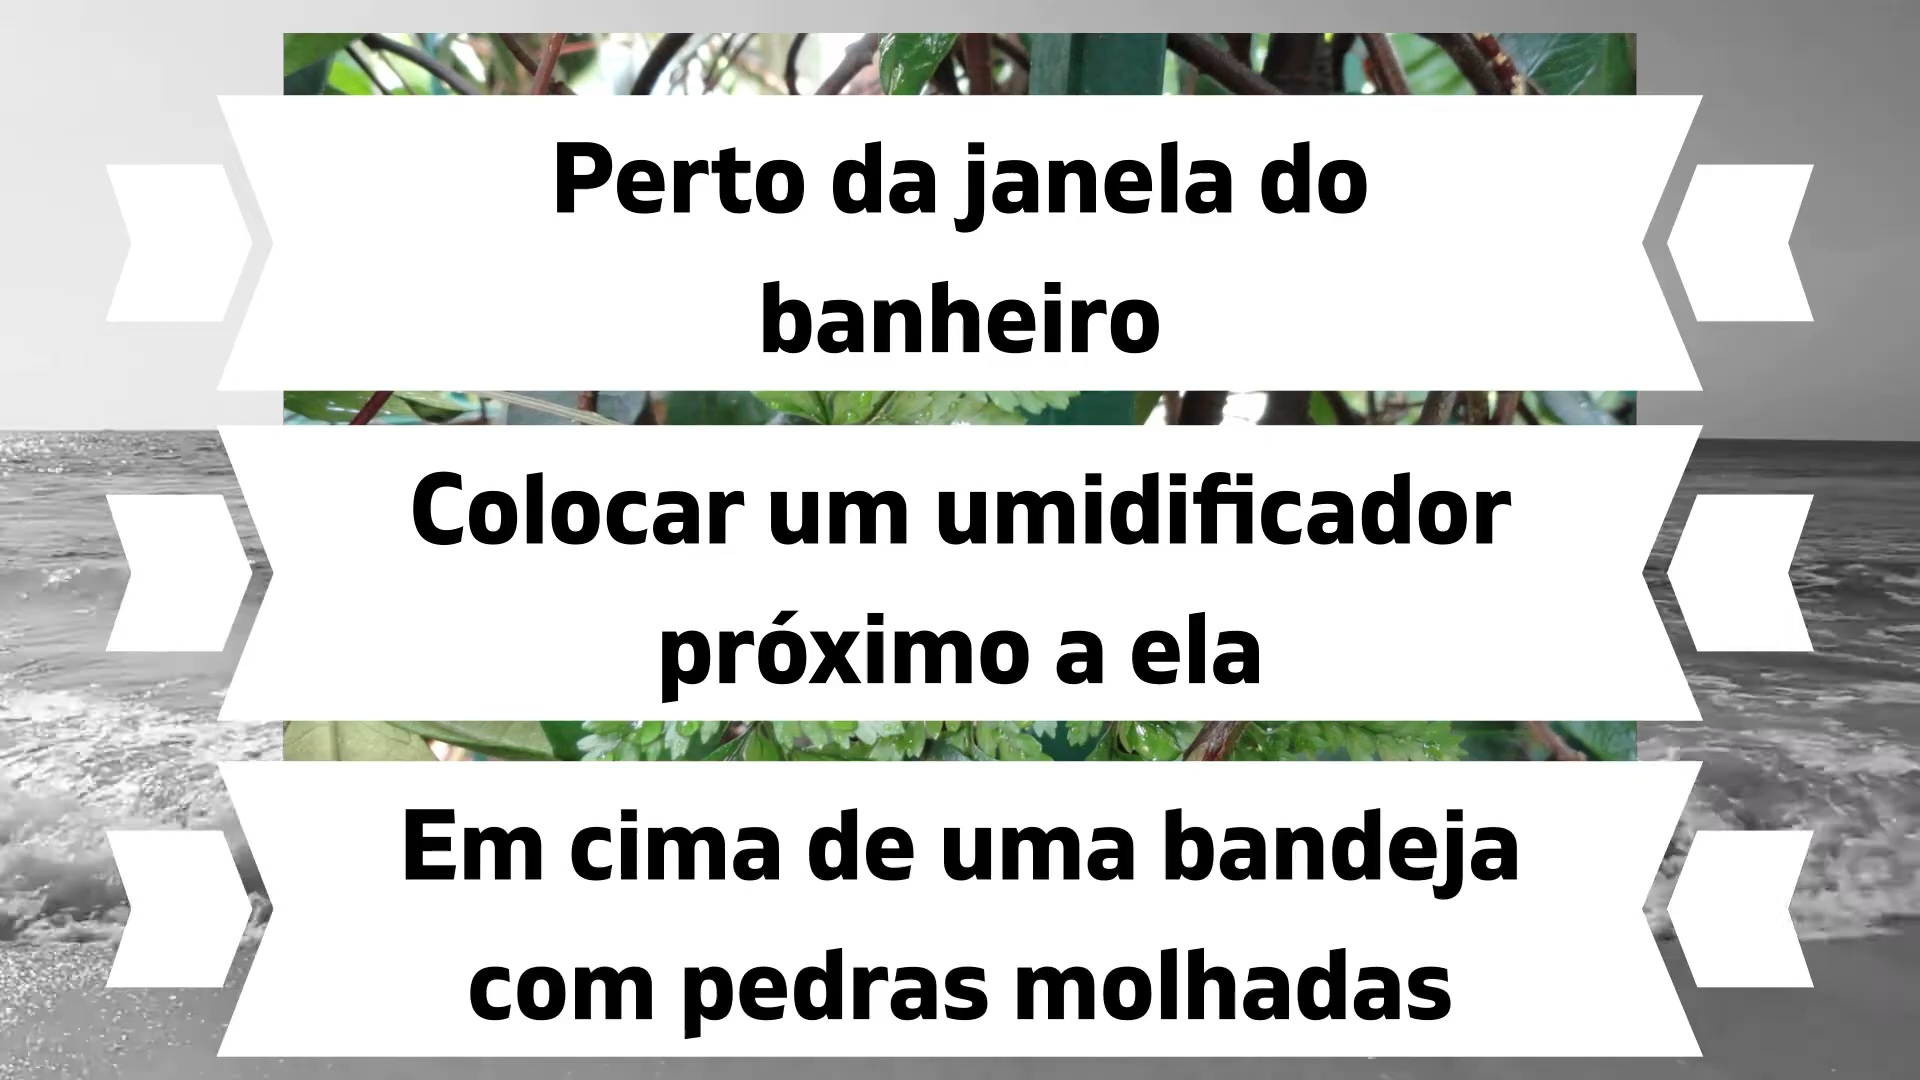 Perto da janela do
banheiro
Colocar um umidificador
próximo a ela
Em cima de uma bandeja
com pedras molhadas